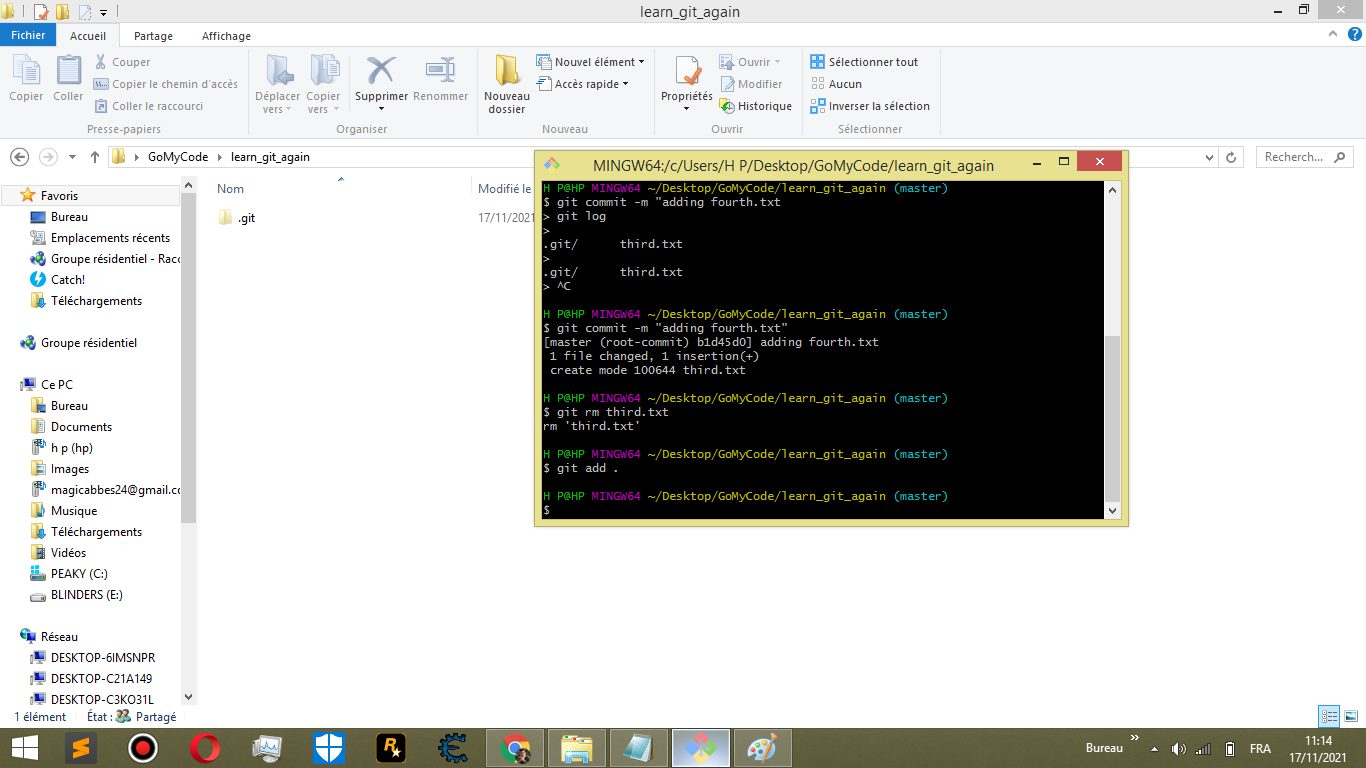 learn_git_again
Fichier Accueil Partage Affichage
Copier
Coller
Couper
Copier le chemin d'accès
Coller le raccourci
Presse-papiers
Déplacer vers
Copier vers
Supprimer
Renommer
Organiser
Nouveau dossier
Nouvel élément
Accès rapide
Nouveau
Propriétés
Ouvrir
Modifier
Historique
Ouvrir
Sélectionner tout
Aucun
Inverser la sélection
Sélectionner
GoMyCode learn_git_again
Recherch...
Favoris
Bureau
Emplacements récents
Groupe résidentiel - Racc
Catch!
Téléchargements
Groupe résidentiel
Ce PC
Bureau
Documents
h p (hp)
Images
magicabbes24@gmail.cc
Musique
Téléchargements
Vidéos
PEAKY (C:)
BLINDERS (E:)
Réseau
DESKTOP-6IMSNPR
DESKTOP-C21A149
DESKTOP-C3KO31L
Nom Modifié le
.git 17/11/2021
MINGW64:/c/Users/H P/Desktop/GoMyCode/learn_git_again
H P@HP MINGW64 ~/Desktop/GoMyCode/learn_git_again (master)
$ git commit -m "adding fourth.txt
> git log
>
.git/ third.txt
>
.git/ third.txt
> ^C
H P@HP MINGW64 ~/Desktop/GoMyCode/learn_git_again (master)
$ git commit -m "adding fourth.txt"
[master (root-commit) b1d45d0] adding fourth.txt
1 file changed, 1 insertion(+)
create mode 100644 third.txt
H P@HP MINGW64 ~/Desktop/GoMyCode/learn_git_again (master)
$ git rm third.txt
rm 'third.txt'
H P@HP MINGW64 ~/Desktop/GoMyCode/learn_git_again (master)
$ git add .
H P@HP MINGW64 ~/Desktop/GoMyCode/learn_git_again (master)
$
1 élément État : Partagé
Bureau FRA
11:14
17/11/2021